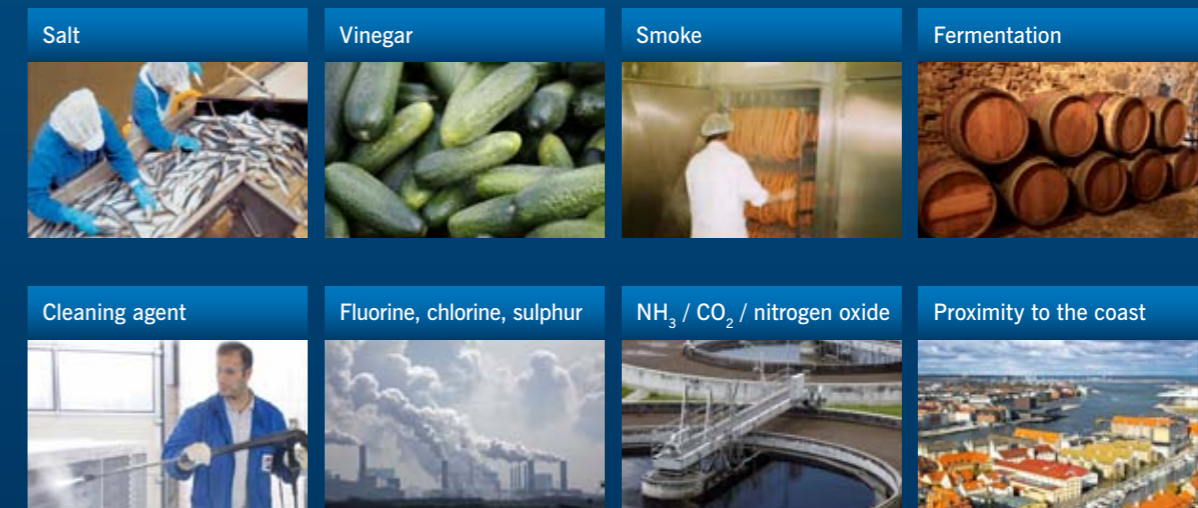 Salt
Vinegar
Smoke
Fermentation
Cleaning agent
Fluorine, chlorine, sulphur
NH₃ / CO₂ / nitrogen oxide
Proximity to the coast